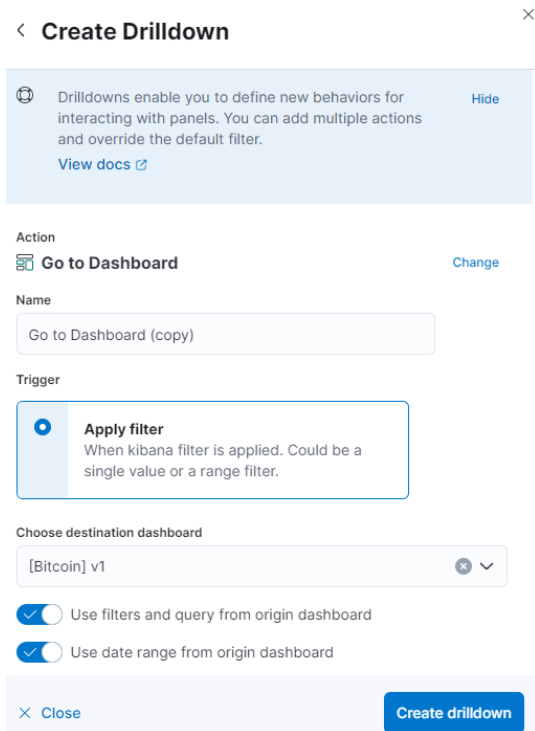 Create Drilldown
Drilldowns enable you to define new behaviors for
interacting with panels. You can add multiple actions
and override the default filter.
Hide
View docs
Action
Go to Dashboard
Change
Name
Go to Dashboard (copy)
Trigger
Apply filter
When kibana filter is applied. Could be a
single value or a range filter.
Choose destination dashboard
[Bitcoin] v1
Use filters and query from origin dashboard
Use date range from origin dashboard
Close
Create drilldown